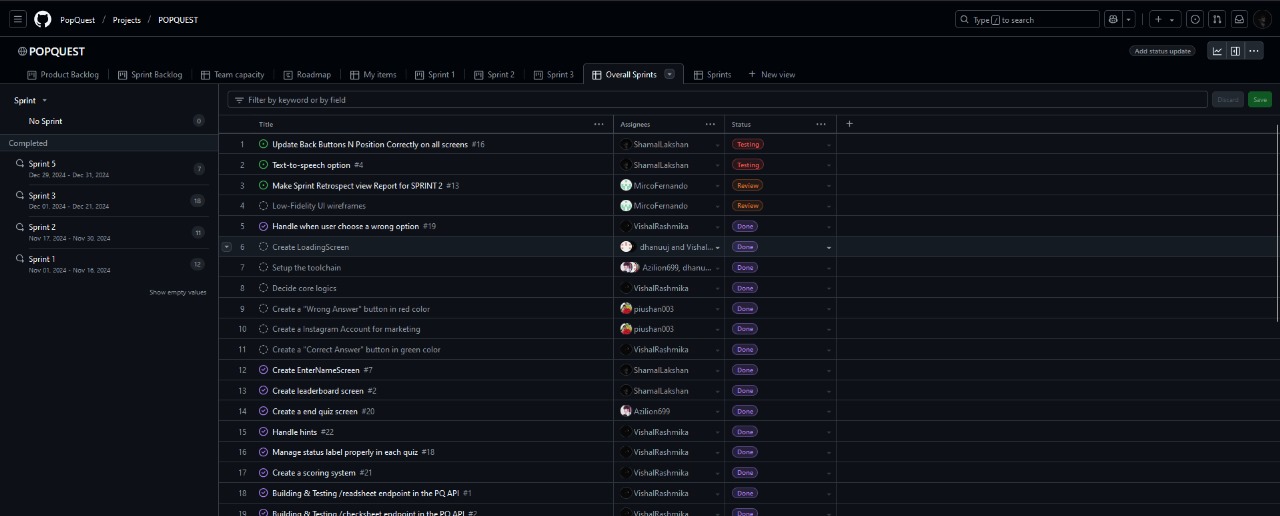 PopQuest / Projects / POPQUEST
Type / to search
POPQUEST
Add status update
Product Backlog
Sprint Backlog
Team capacity
Roadmap
My items
Sprint 1
Sprint 2
Sprint 3
Overall Sprints
Sprints
+ New view
Sprint
No Sprint 0
Completed
Sprint 5
Dec 29, 2024 - Dec 31, 2024
7
Sprint 3
Dec 01, 2024 - Dec 21, 2024
18
Sprint 2
Nov 17, 2024 - Nov 30, 2024
11
Sprint 1
Nov 01, 2024 - Nov 16, 2024
12
Show empty values
Filter by keyword or by field
Discard
Save
Title ... Assignees ... Status ... +
1 Update Back Buttons N Position Correctly on all screens #16 ShamalLakshan Testing
2 Text-to-speech option #4 ShamalLakshan Testing
3 Make Sprint Retrospect view Report for SPRINT 2 #13 MircoFernando Review
4 Low-Fidelity UI wireframes MircoFernando Review
5 Handle when user choose a wrong option #19 VishalRashmika Done
6 Create LoadingScreen dhanuuj and Vishal... Done
7 Setup the toolchain Azilion699, dhanu... Done
8 Decide core logics VishalRashmika Done
9 Create a "Wrong Answer" button in red color piushan003 Done
10 Create a Instagram Account for marketing piushan003 Done
11 Create a "Correct Answer" button in green color VishalRashmika Done
12 Create EnterNameScreen #7 ShamalLakshan Done
13 Create leaderboard screen #2 ShamalLakshan Done
14 Create a end quiz screen #20 Azilion699 Done
15 Handle hints #22 VishalRashmika Done
16 Manage status label properly in each quiz #18 VishalRashmika Done
17 Create a scoring system #21 VishalRashmika Done
18 Building & Testing /readsheet endpoint in the PQ API #1 VishalRashmika Done
19 Building & Testing /checksheet endpoint in the PQ API #2 VishalRashmika Done